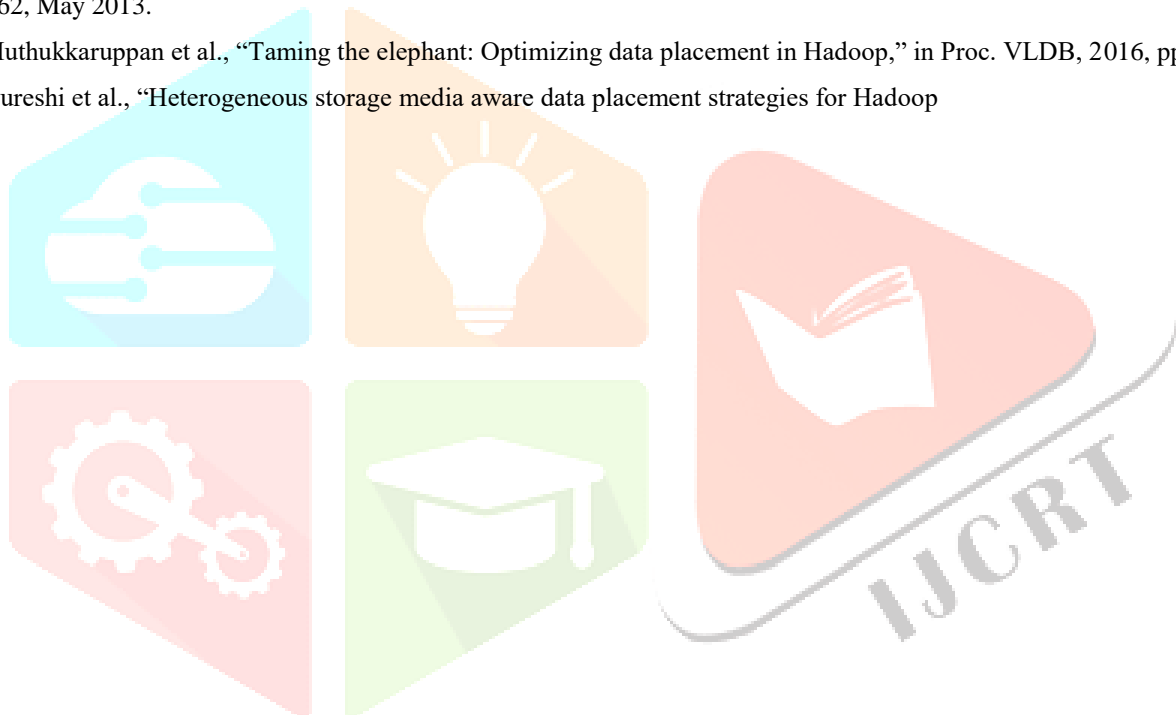 62, May 2013.
uthukkaruppan et al., “Taming the elephant: Optimizing data placement in Hadoop,” in Proc. VLDB, 2016, pp
ureshi et al., “Heterogeneous storage media aware data placement strategies for Hadoop
IJCRT